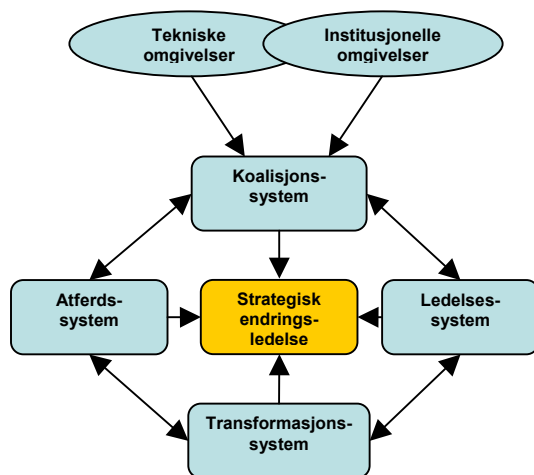 Tekniske
omgivelser
Institusjonelle
omgivelser
Koalisjons-
system
Atferds-
system
Strategisk
endrings-
ledelse
Ledelses-
system
Transformasjons-
system